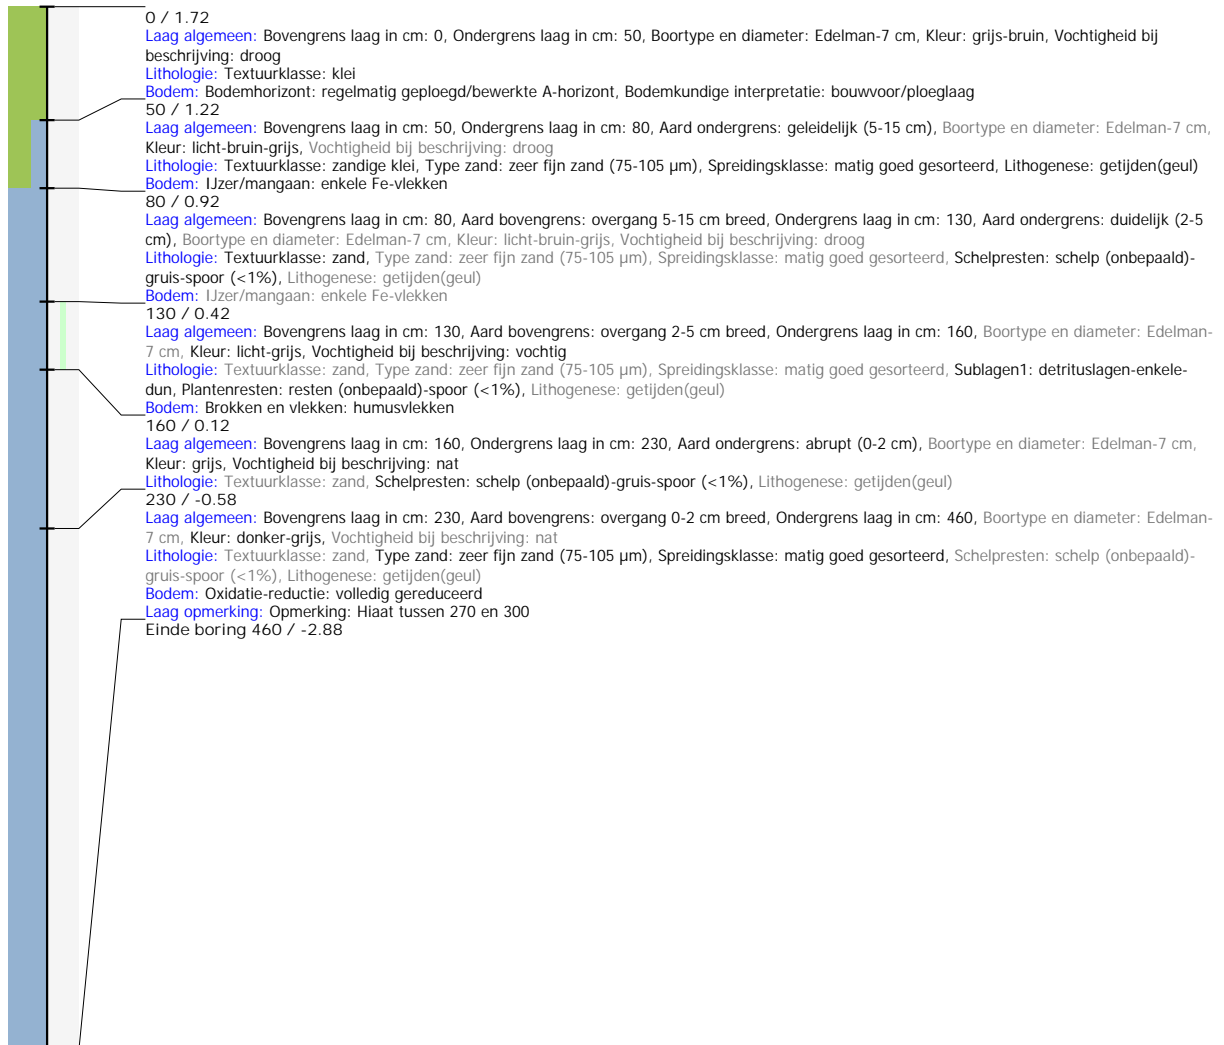 0 / 1.72
Laag algemeen: Bovengrens laag in cm: 0, Ondergrens laag in cm: 50, Boortype en diameter: Edelman-7 cm, Kleur: grijs-bruin, Vochtigheid bij
beschrijving: droog
Lithologie: Textuurklasse: klei
Bodem: Bodemhorizont: regelmatig geploegd/bewerkte A-horizont, Bodemkundige interpretatie: bouwvoor/ploeglaag
50 / 1.22
Laag algemeen: Bovengrens laag in cm: 50, Ondergrens laag in cm: 80, Aard ondergrens: geleidelijk (5-15 cm), Boortype en diameter: Edelman-7 cm,
Kleur: licht-bruin-grijs, Vochtigheid bij beschrijving: droog
Lithologie: Textuurklasse: zandige klei, Type zand: zeer fijn zand (75-105 µm), Spreidingsklasse: matig goed gesorteerd, Lithogenese: getijden(geul)
Bodem: IJzer/mangaan: enkele Fe-vlekken
80 / 0.92
Laag algemeen: Bovengrens laag in cm: 80, Aard bovengrens: overgang 5-15 cm breed, Ondergrens laag in cm: 130, Aard ondergrens: duidelijk (2-5
cm), Boortype en diameter: Edelman-7 cm, Kleur: licht-bruin-grijs, Vochtigheid bij beschrijving: droog
Lithologie: Textuurklasse: zand, Type zand: zeer fijn zand (75-105 µm), Spreidingsklasse: matig goed gesorteerd, Schelpresten: schelp (onbepaald)-
gruis-spoor (<1%), Lithogenese: getijden(geul)
Bodem: IJzer/mangaan: enkele Fe-vlekken
130 / 0.42
Laag algemeen: Bovengrens laag in cm: 130, Aard bovengrens: overgang 2-5 cm breed, Ondergrens laag in cm: 160, Boortype en diameter: Edelman-
7 cm, Kleur: licht-grijs, Vochtigheid bij beschrijving: vochtig
Lithologie: Textuurklasse: zand, Type zand: zeer fijn zand (75-105 µm), Spreidingsklasse: matig goed gesorteerd, Sublagen1: detrituslagen-enkele-
dun, Plantenresten: resten (onbepaald)-spoor (<1%), Lithogenese: getijden(geul)
Bodem: Brokken en vlekken: humusvlekken
160 / 0.12
Laag algemeen: Bovengrens laag in cm: 160, Ondergrens laag in cm: 230, Aard ondergrens: abrupt (0-2 cm), Boortype en diameter: Edelman-7 cm,
Kleur: grijs, Vochtigheid bij beschrijving: nat
Lithologie: Textuurklasse: zand, Schelpresten: schelp (onbepaald)-gruis-spoor (<1%), Lithogenese: getijden(geul)
230 / -0.58
Laag algemeen: Bovengrens laag in cm: 230, Aard bovengrens: overgang 0-2 cm breed, Ondergrens laag in cm: 460, Boortype en diameter: Edelman-
7 cm, Kleur: donker-grijs, Vochtigheid bij beschrijving: nat
Lithologie: Textuurklasse: zand, Type zand: zeer fijn zand (75-105 µm), Spreidingsklasse: matig goed gesorteerd, Schelpresten: schelp (onbepaald)-
gruis-spoor (<1%), Lithogenese: getijden(geul)
Bodem: Oxidatie-reductie: volledig gereduceerd
Laag opmerking: Opmerking: Hiaat tussen 270 en 300
Einde boring 460 / -2.88